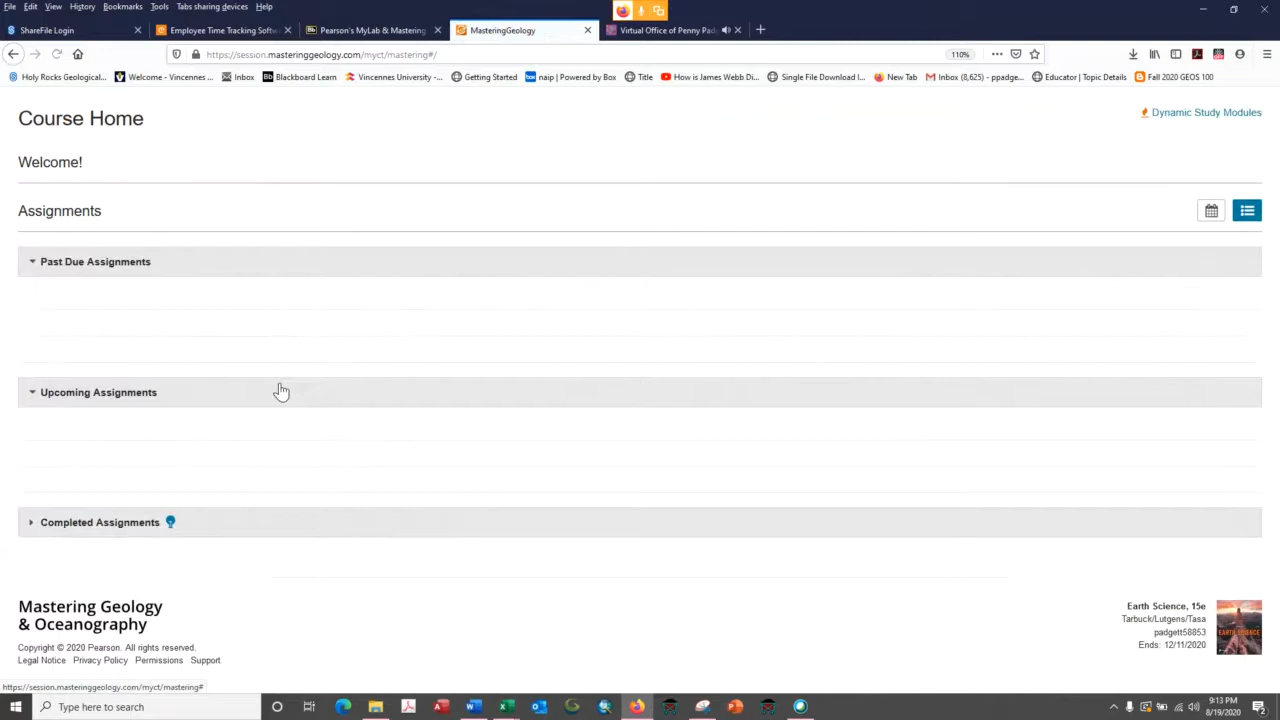 File Edit View History Bookmarks Tools Tabs sharing devices Help
ShareFile Login
Employee Time Tracking Softw
Pearson's MyLab & Mastering
MasteringGeology
Virtual Office of Penny Pad
https://session.masteringgeology.com/myct/mastering#/
110%
Holy Rocks Geological...
Welcome - Vincennes ...
Inbox
Bb Blackboard Learn
Vincennes University -...
Getting Started
box naip | Powered by Box
Title
How is James Webb Di...
Single File Download I...
New Tab
Inbox (8,625) - ppadge...
Educator | Topic Details
Fall 2020 GEOS 100
Course Home
Dynamic Study Modules
Welcome!
Assignments
Past Due Assignments
Upcoming Assignments
Completed Assignments
Mastering Geology
& Oceanography
Copyright © 2020 Pearson. All rights reserved.
Legal Notice Privacy Policy Permissions Support
Earth Science, 15e
Tarbuck/Lutgens/Tasa
padgett58853
Ends: 12/11/2020
EARTH SCIENCE
https://session.masteringgeology.com/myct/mastering#
Type here to search
9:13 PM
8/19/2020
2